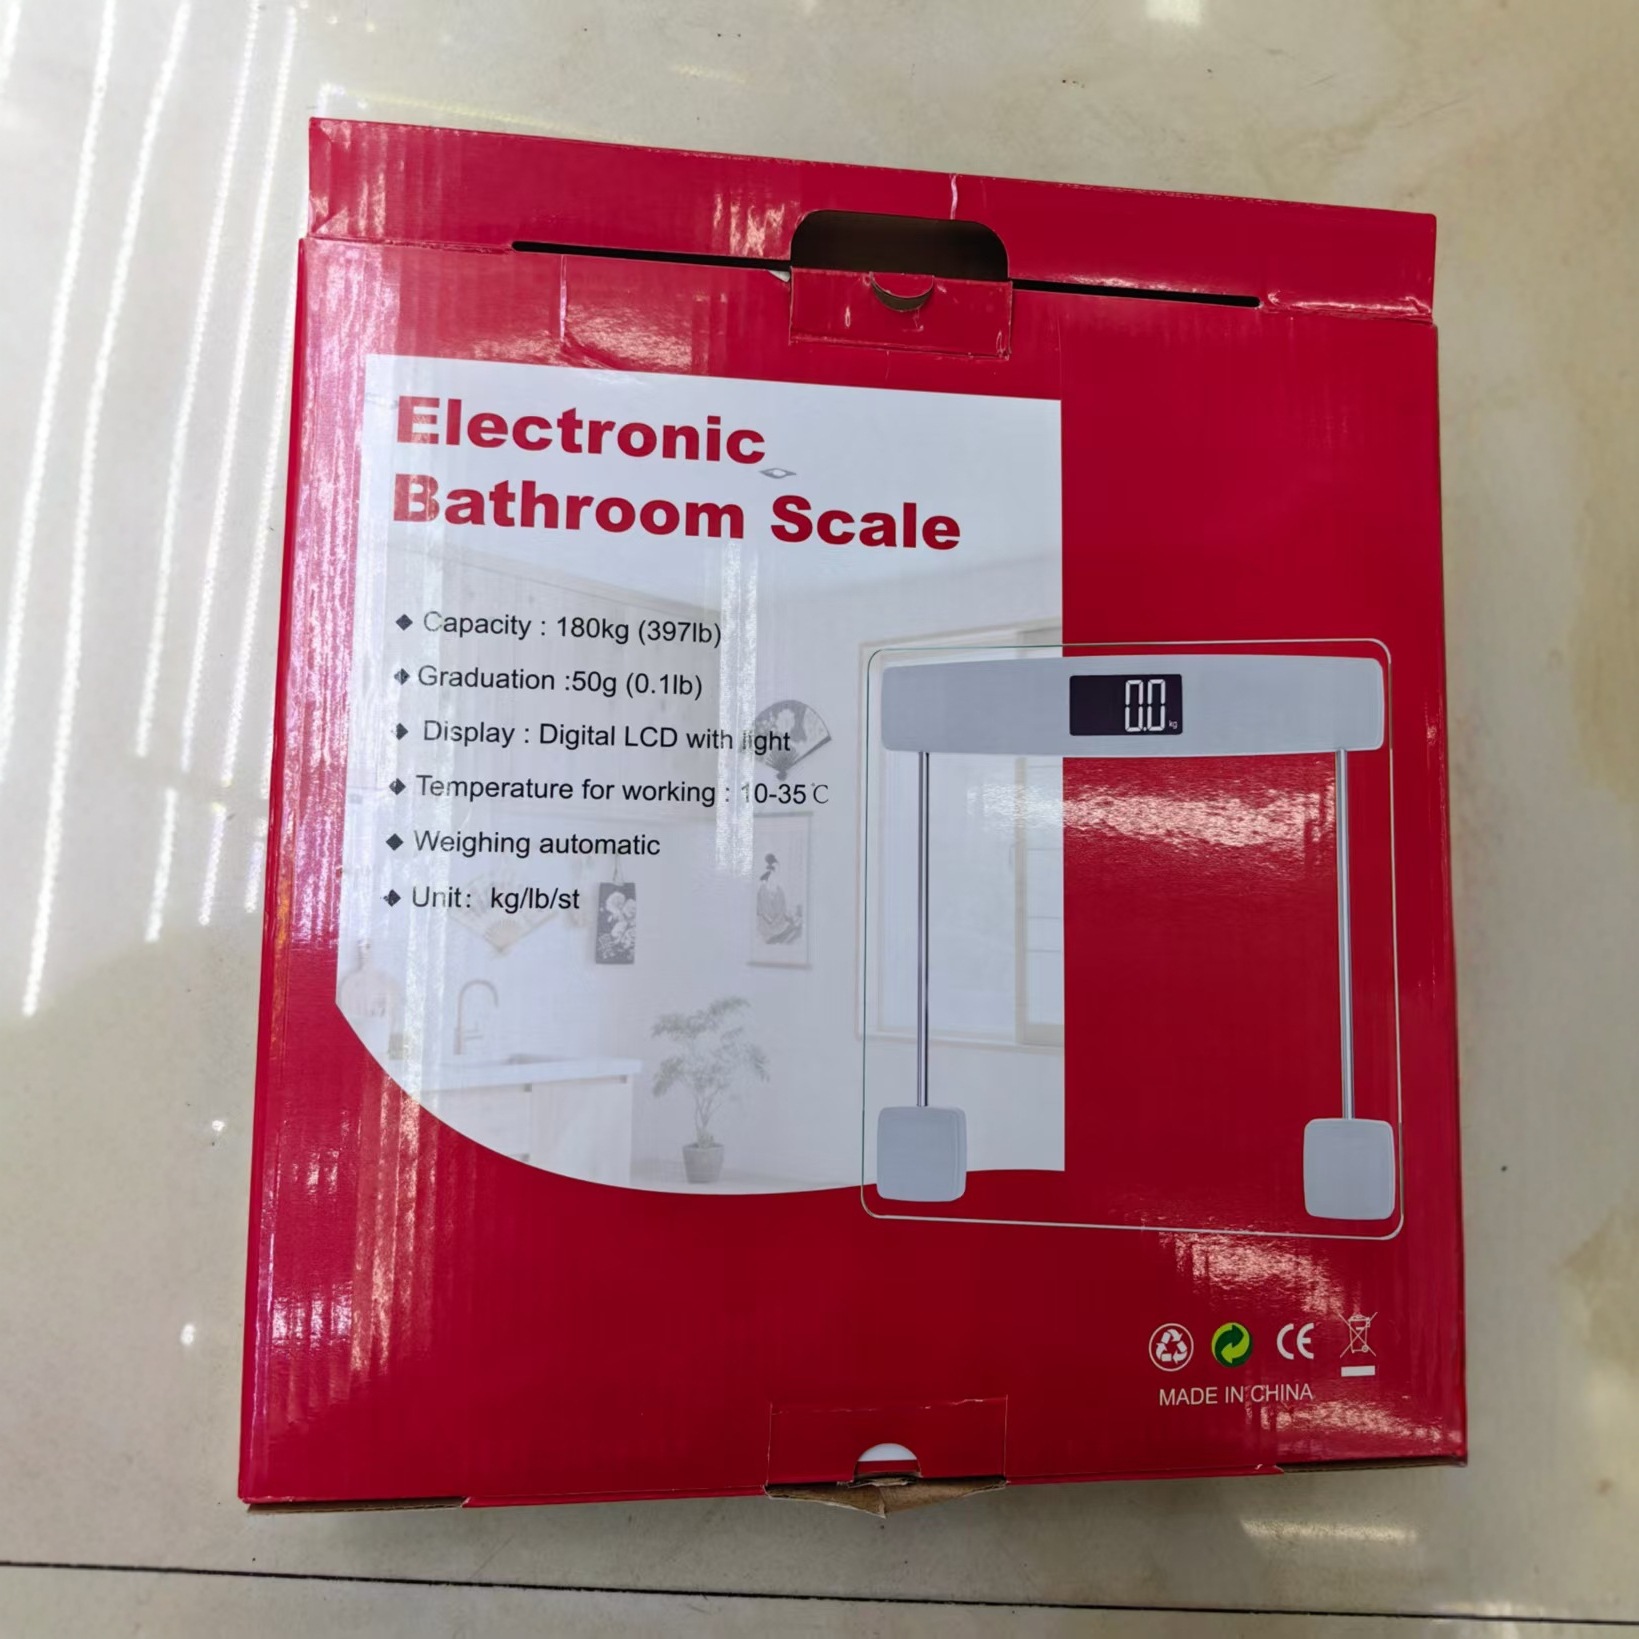 Electronic
Bathroom Scale
Capacity : 180kg (397lb)
Graduation :50g (0.1lb)
Display : Digital LCD with light
Temperature for working : 10-35℃
Weighing automatic
Unit： kg/lb/st
0.0 kg
CE
MADE IN CHINA